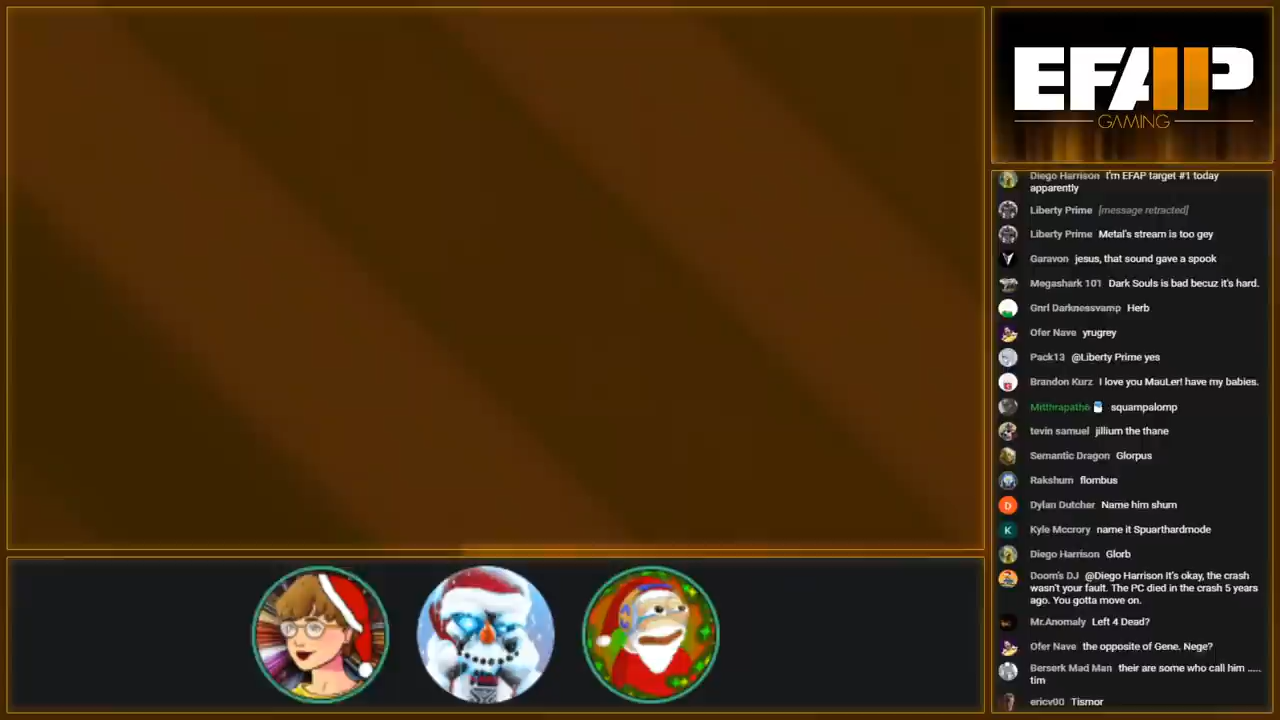 EFAP
GAMING
Diego Harrison I'm EFAP target #1 today
apparently
Liberty Prime [message retracted]
Liberty Prime Metal's stream is too gey
Garavon jesus, that sound gave a spook
Megashark 101 Dark Souls is bad becuz it's hard.
Gnrl Darknessvamp Herb
Ofer Nave yrugrey
Pack13 @Liberty Prime yes
Brandon Kurz I love you MauLer! have my babies.
Mitthrapath6 squampalomp
tevin samuel jillium the thane
Semantic Dragon Glorpus
Rakshum flombus
D Dylan Dutcher Name him shum
K Kyle Mccrory name it Spuarthardmode
Diego Harrison Glorb
Doom's DJ @Diego Harrison It's okay, the crash
wasn't your fault. The PC died in the crash 5 years
ago. You gotta move on.
Mr.Anomaly Left 4 Dead?
Ofer Nave the opposite of Gene. Nege?
Berserk Mad Man their are some who call him .....
tim
ericv00 Tismor